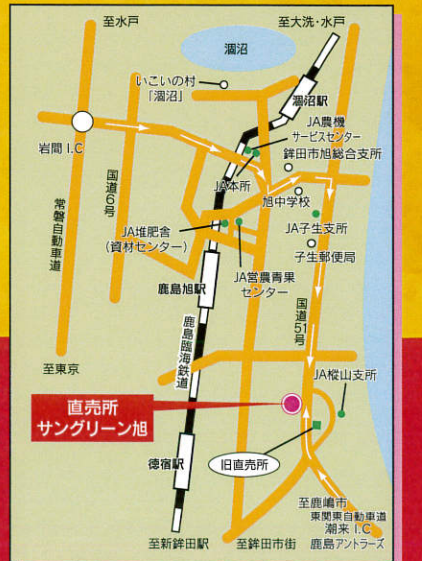 至水戸
至大洗・水戸
涸沼
いこいの村
「涸沼」
涸沼駅
JA農機
サービスセンター
鉾田市旭総合支所
岩間 I.C
JA本所
旭中学校
国道6号
常磐自動車道
JA堆肥舎
(資材センター)
JA子生支所
子生郵便局
JA営農青果
センター
鹿島旭駅
国道51号
鹿島臨海鉄道
至東京
JA樅山支所
直売所
サングリーン旭
徳宿駅
旧直売所
至鹿嶋市
東関東自動車道
潮来 I.C
鹿島アントラーズ
至新鉾田駅
至鉾田市街